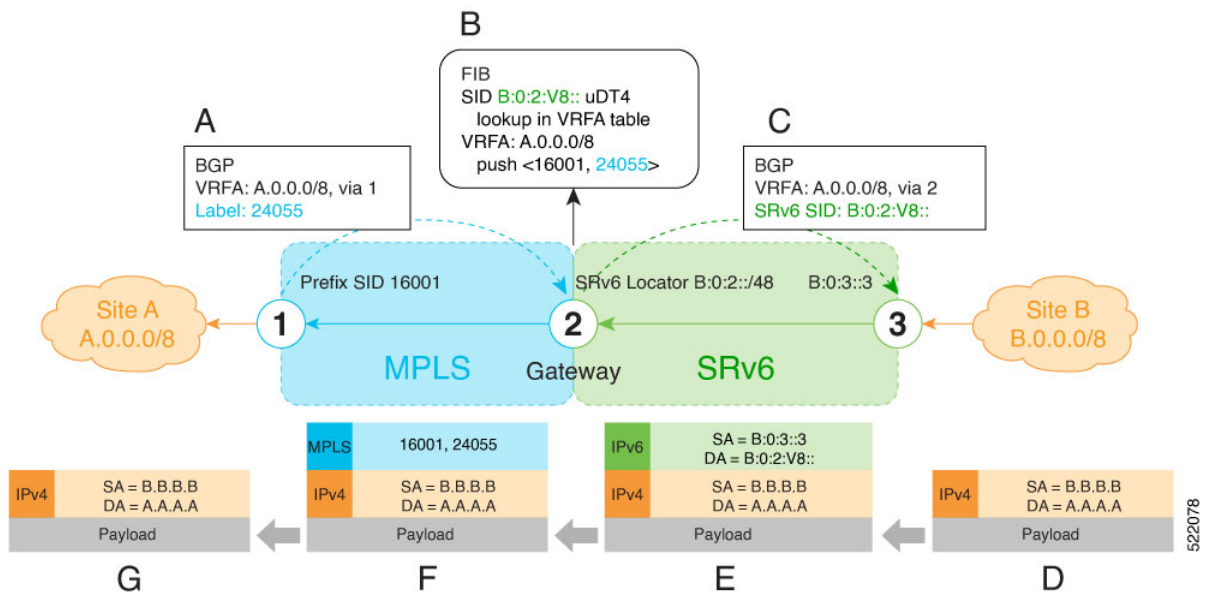 B
FIB
SID B:0:2:V8:: uDT4
lookup in VRFA table
VRFA: A.0.0.0/8
push <16001, 24055>
A
BGP
VRFA: A.0.0.0/8, via 1
Label: 24055
C
BGP
VRFA: A.0.0.0/8, via 2
SRv6 SID: B:0:2:V8::
Prefix SID 16001
SRv6 Locator B:0:2::/48
B:0:3::3
Site A
A.0.0.0/8
1
2
3
Site B
B.0.0.0/8
MPLS
Gateway
SRv6
IPv4
SA = B.B.B.B
DA = A.A.A.A
Payload
G
MPLS
16001, 24055
IPv4
SA = B.B.B.B
DA = A.A.A.A
Payload
F
IPv6
SA = B:0:3::3
DA = B:0:2:V8::
IPv4
SA = B.B.B.B
DA = A.A.A.A
Payload
E
IPv4
SA = B.B.B.B
DA = A.A.A.A
Payload
D
522078